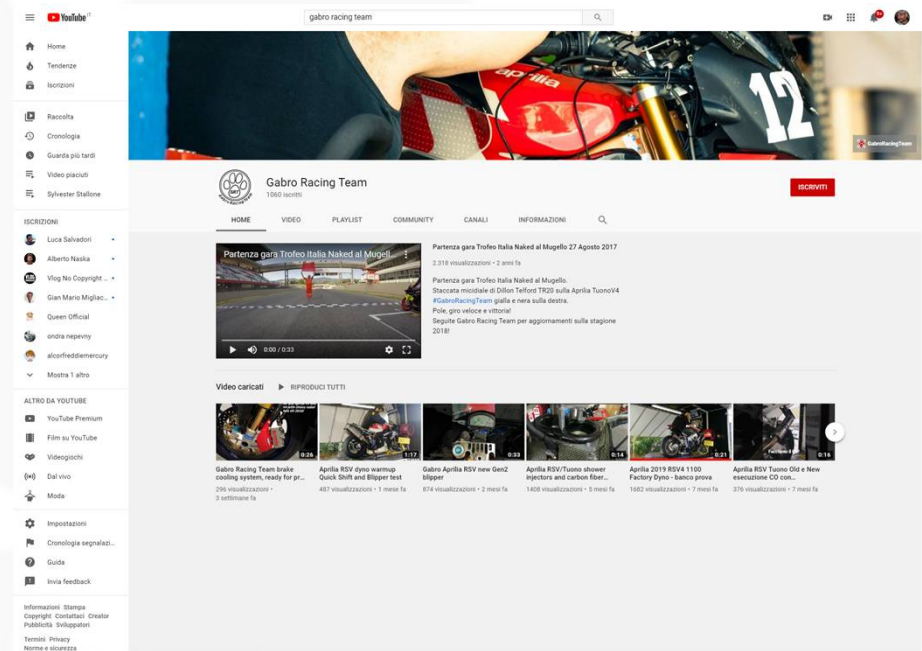 YouTube IT
gabro racing team
9+
Home
Tendenze
Iscrizioni
Raccolta
Cronologia
Guarda più tardi
Video piaciuti
Sylvester Stallone
ISCRIZIONI
Luca Salvadori
Alberto Naska
Vlog No Copyright ...
Gian Mario Migliac...
Queen Official
ondra nepevny
alcorfreddiemercury
Mostra 1 altro
ALTRO DA YOUTUBE
YouTube Premium
Film su YouTube
Videogiochi
Dal vivo
Moda
Impostazioni
Cronologia segnalazi...
Guida
Invia feedback
Informazioni Stampa
Copyright Contattaci Creator
Pubblicità Sviluppatori
Termini Privacy
Norme e sicurezza
aprilia
12
GabroRacingTeam
GRT
Gabro Racing Team
1060 iscritti
ISCRIVITI
HOME VIDEO PLAYLIST COMMUNITY CANALI INFORMAZIONI
Partenza gara Trofeo Italia Naked al Mugell...
0:00 / 0:33
Partenza gara Trofeo Italia Naked al Mugello 27 Agosto 2017
2.318 visualizzazioni • 2 anni fa
Partenza gara Trofeo Italia Naked al Mugello.
Staccata micidiale di Dillon Telford TR20 sulla Aprilia TuonoV4
#GabroRacingTeam gialla e nera sulla destra.
Pole, giro veloce e vittoria!
Seguite Gabro Racing Team per aggiornamenti sulla stagione
2018!
Video caricati RIPRODUCI TUTTI
0:26
Gabro Racing Team brake
cooling system, ready for pr...
296 visualizzazioni •
3 settimane fa
1:17
Aprilia RSV dyno warmup
Quick Shift and Blipper test
487 visualizzazioni • 1 mese fa
0:33
Gabro Aprilia RSV new Gen2
blipper
874 visualizzazioni • 2 mesi fa
0:14
Aprilia RSV/Tuono shower
injectors and carbon fiber...
1408 visualizzazioni • 5 mesi fa
0:21
Aprilia 2019 RSV4 1100
Factory Dyno - banco prova
1682 visualizzazioni • 7 mesi fa
0:16
Aprilia RSV Tuono Old e New
esecuzione CO con...
376 visualizzazioni • 7 mesi fa